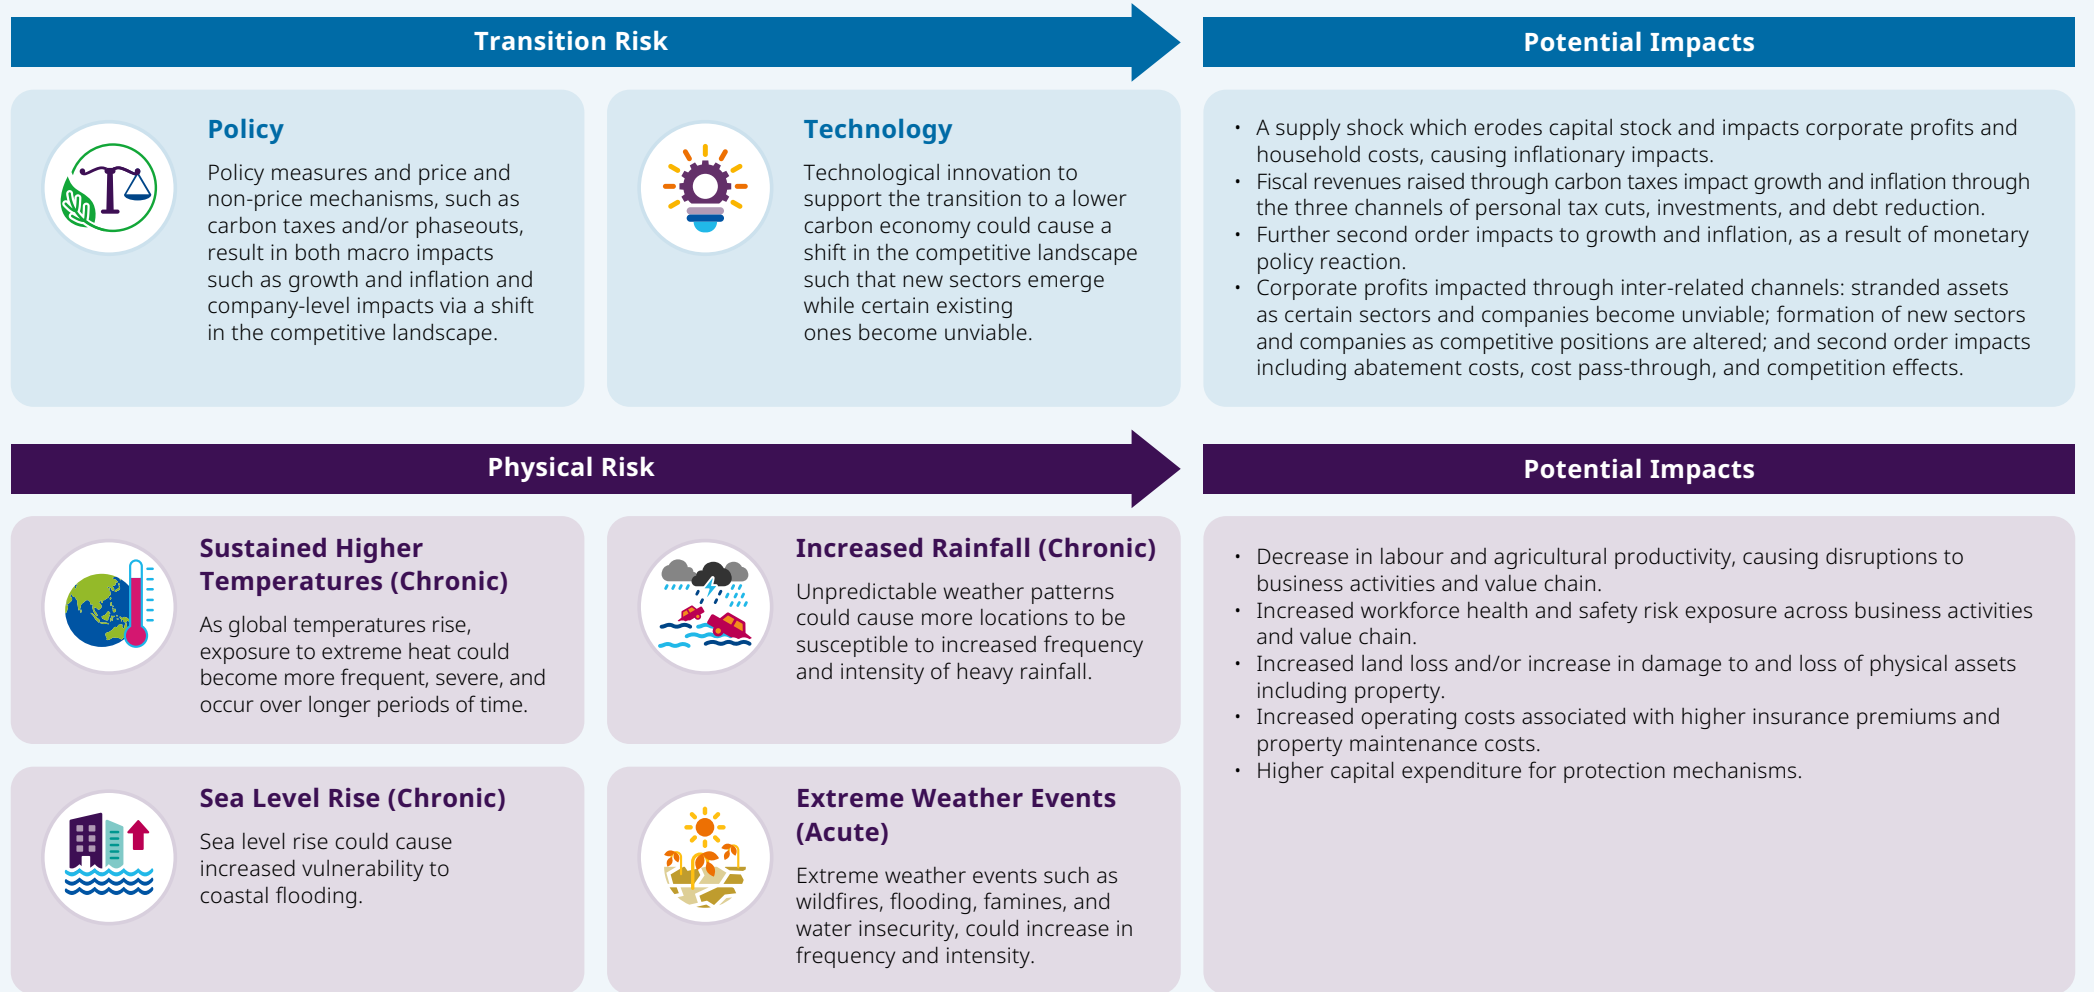 Transition Risk
Potential Impacts
Policy
Policy measures and price and
non-price mechanisms, such as
carbon taxes and/or phaseouts,
result in both macro impacts
such as growth and inflation and
company-level impacts via a shift
in the competitive landscape.
Technology
Technological innovation to
support the transition to a lower
carbon economy could cause a
shift in the competitive landscape
such that new sectors emerge
while certain existing
ones become unviable.
• A supply shock which erodes capital stock and impacts corporate profits and
household costs, causing inflationary impacts.
• Fiscal revenues raised through carbon taxes impact growth and inflation through
the three channels of personal tax cuts, investments, and debt reduction.
• Further second order impacts to growth and inflation, as a result of monetary
policy reaction.
• Corporate profits impacted through inter-related channels: stranded assets
as certain sectors and companies become unviable; formation of new sectors
and companies as competitive positions are altered; and second order impacts
including abatement costs, cost pass-through, and competition effects.
Physical Risk
Potential Impacts
Sustained Higher
Temperatures (Chronic)
As global temperatures rise,
exposure to extreme heat could
become more frequent, severe, and
occur over longer periods of time.
Increased Rainfall (Chronic)
Unpredictable weather patterns
could cause more locations to be
susceptible to increased frequency
and intensity of heavy rainfall.
Sea Level Rise (Chronic)
Sea level rise could cause
increased vulnerability to
coastal flooding.
Extreme Weather Events
(Acute)
Extreme weather events such as
wildfires, flooding, famines, and
water insecurity, could increase in
frequency and intensity.
• Decrease in labour and agricultural productivity, causing disruptions to
business activities and value chain.
• Increased workforce health and safety risk exposure across business activities
and value chain.
• Increased land loss and/or increase in damage to and loss of physical assets
including property.
• Increased operating costs associated with higher insurance premiums and
property maintenance costs.
• Higher capital expenditure for protection mechanisms.